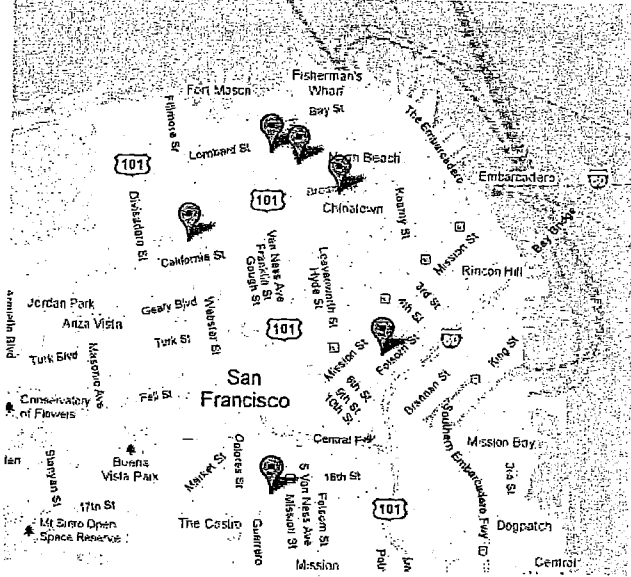 Fisherman's
Wharf
Fort Mason
Bay St
Fillmore St
The Embarcadero
Lombard St
North Beach
101
Embarcadero
Divisadero St
101
Chinatown
Kearny St
Bay Bridge
Mission St
California St
Rincon Hill
Van Ness Ave
Franklin St
Gough St
Leavenworth St
Hyde St
3rd St
4th St
Jordan Park
Geary Blvd
Anza Vista
Webster St
101
Turk St
Turk Blvd
Masonic Ave
Mission St
Folsom St
King St
San
Francisco
6th St
9th St
10th St
Brannan St
Conservatory
of Flowers
Fell St
Southern Embarcadero Fwy
Central Fwy
Mission Bay
Stanyan St
Buena
Vista Park
Market St
Dolores St
16th St
3rd St
17th St
S Van Ness Ave
Mission St
Folsom St
101
Mt Sutro Open
Space Reserve
The Castro
Guerrero
Dogpatch
Mission
Central